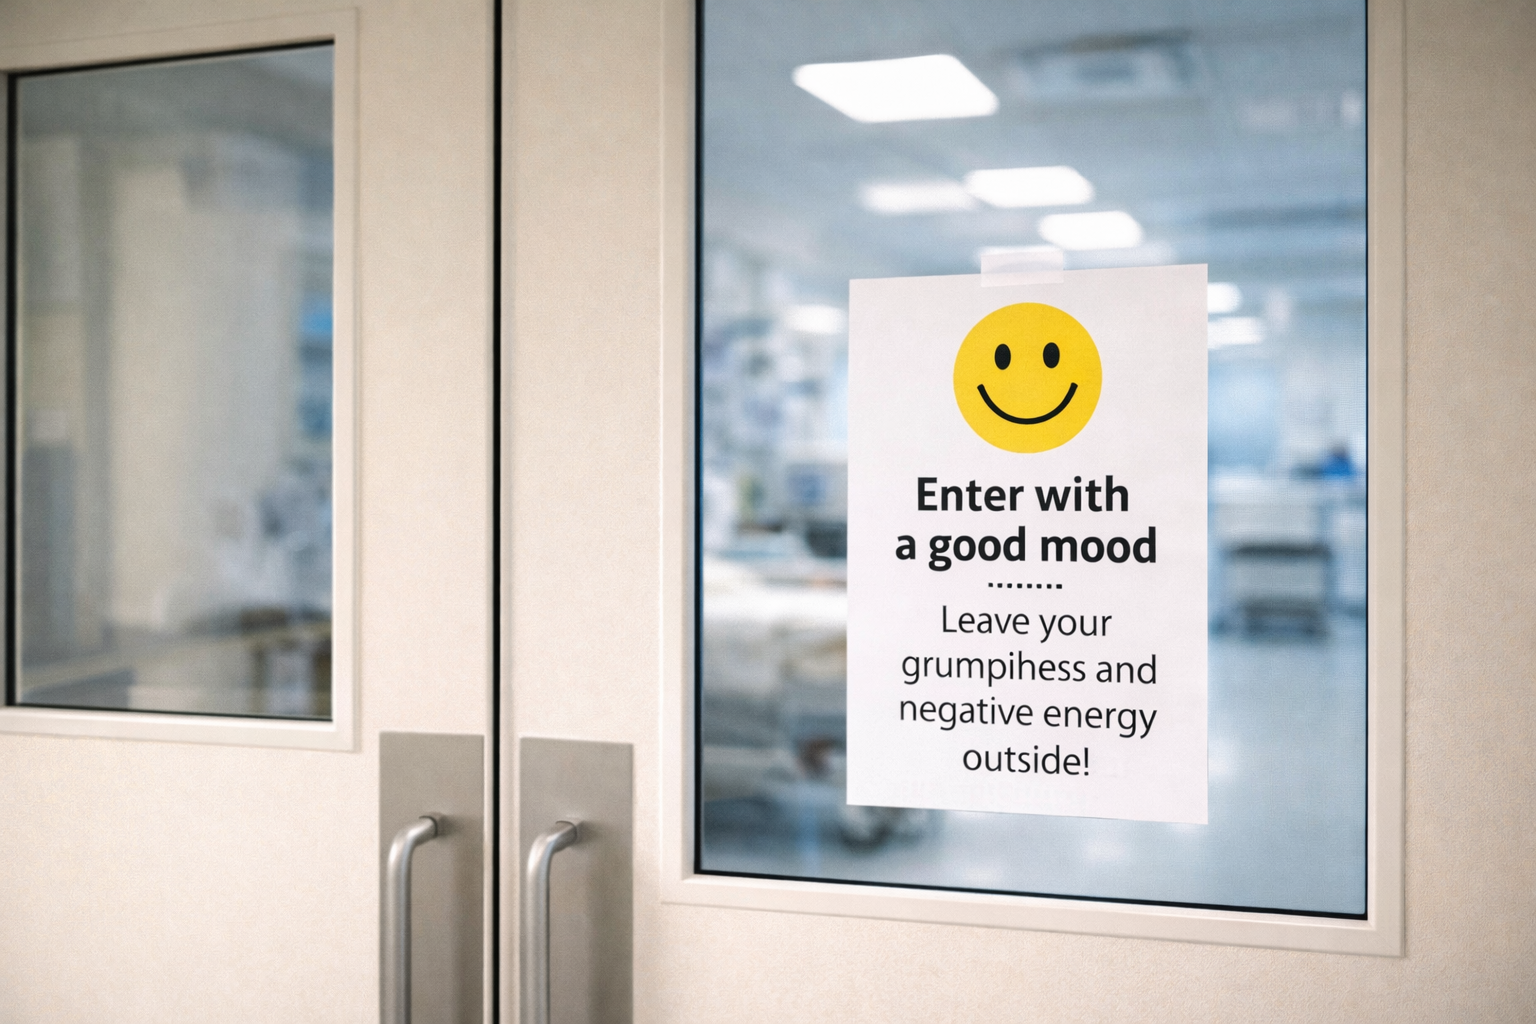 Enter with
a good mood
Leave your
grumpihess and
negative energy
outside!